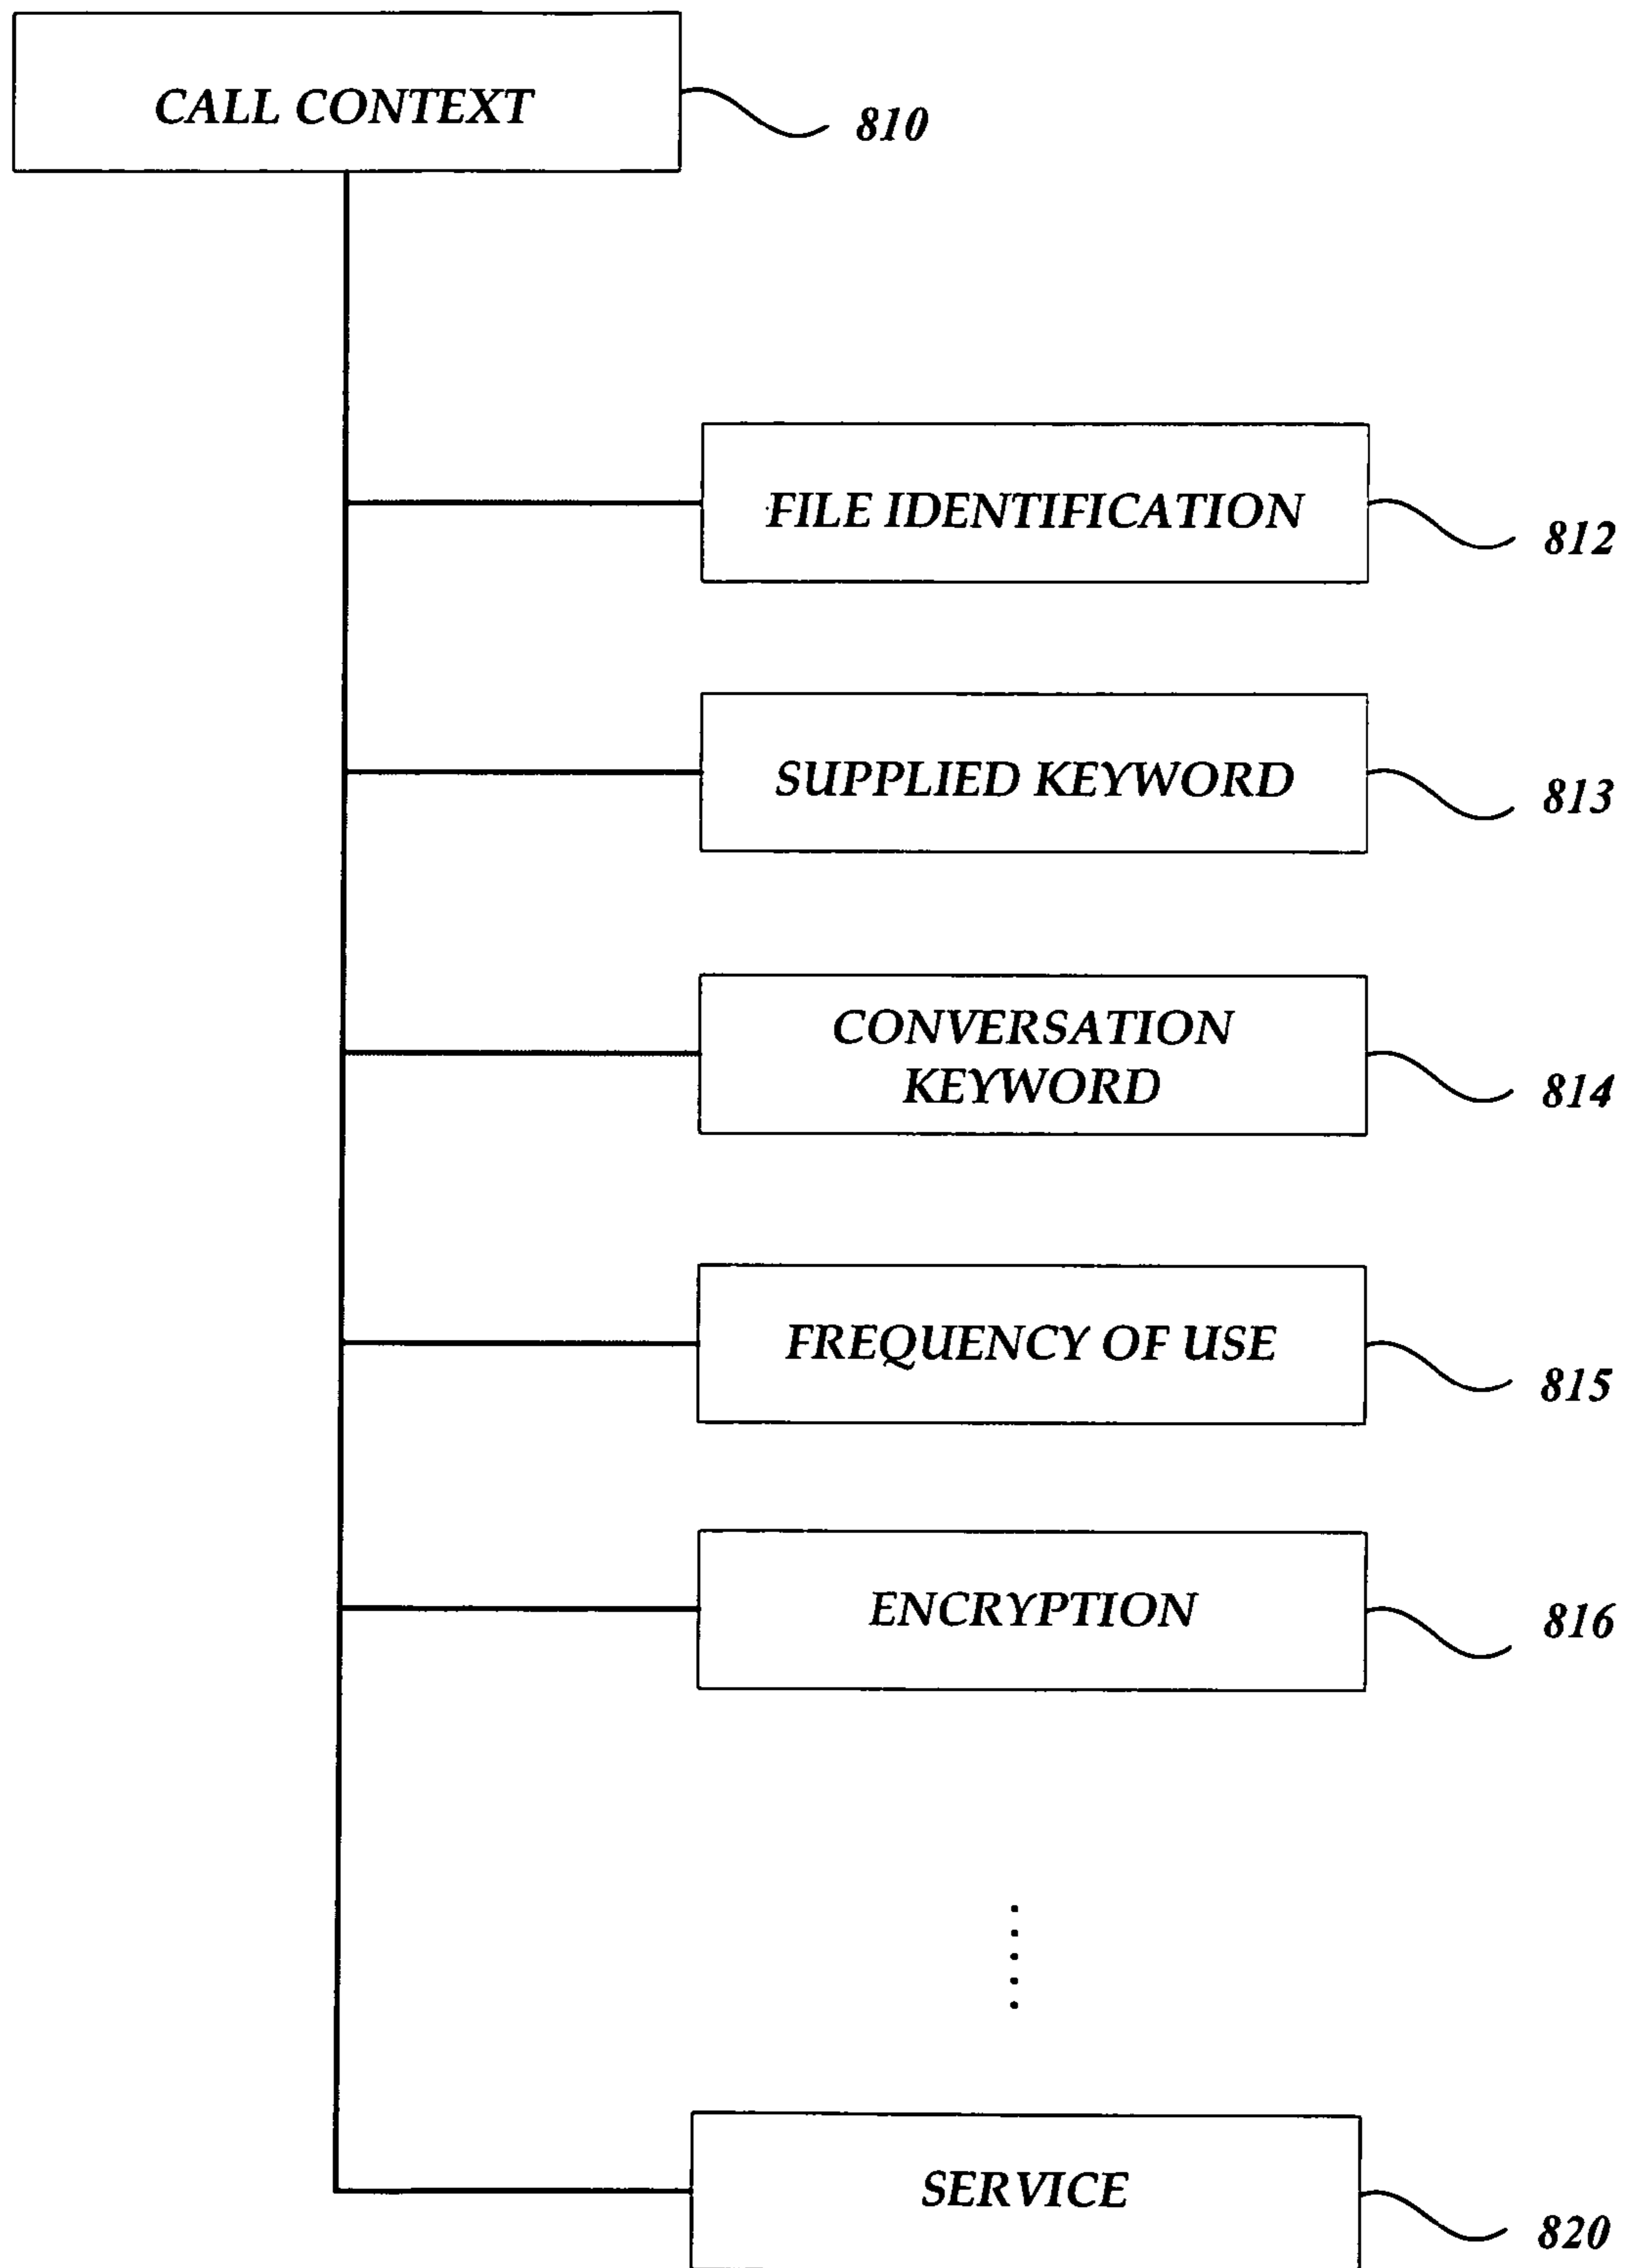 CALL CONTEXT
810
FILE IDENTIFICATION
812
SUPPLIED KEYWORD
813
CONVERSATION
KEYWORD
814
FREQUENCY OF USE
815
ENCRYPTION
816
SERVICE
820